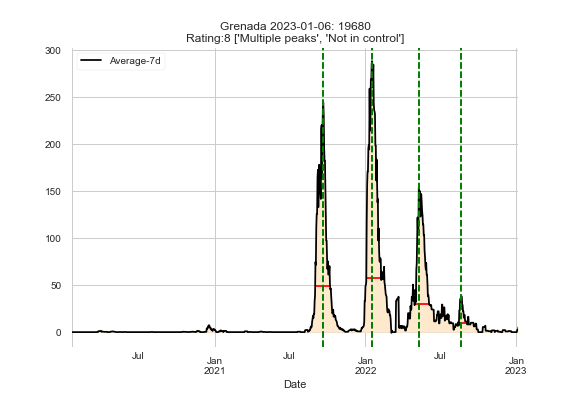 Grenada 2023-01-06: 19680
Rating:8 ['Multiple peaks', 'Not in control']
300
250
200
150
100
50
0
Average-7d
Jul
Jan
2021
Jul
Jan
2022
Jul
Jan
2023
Date